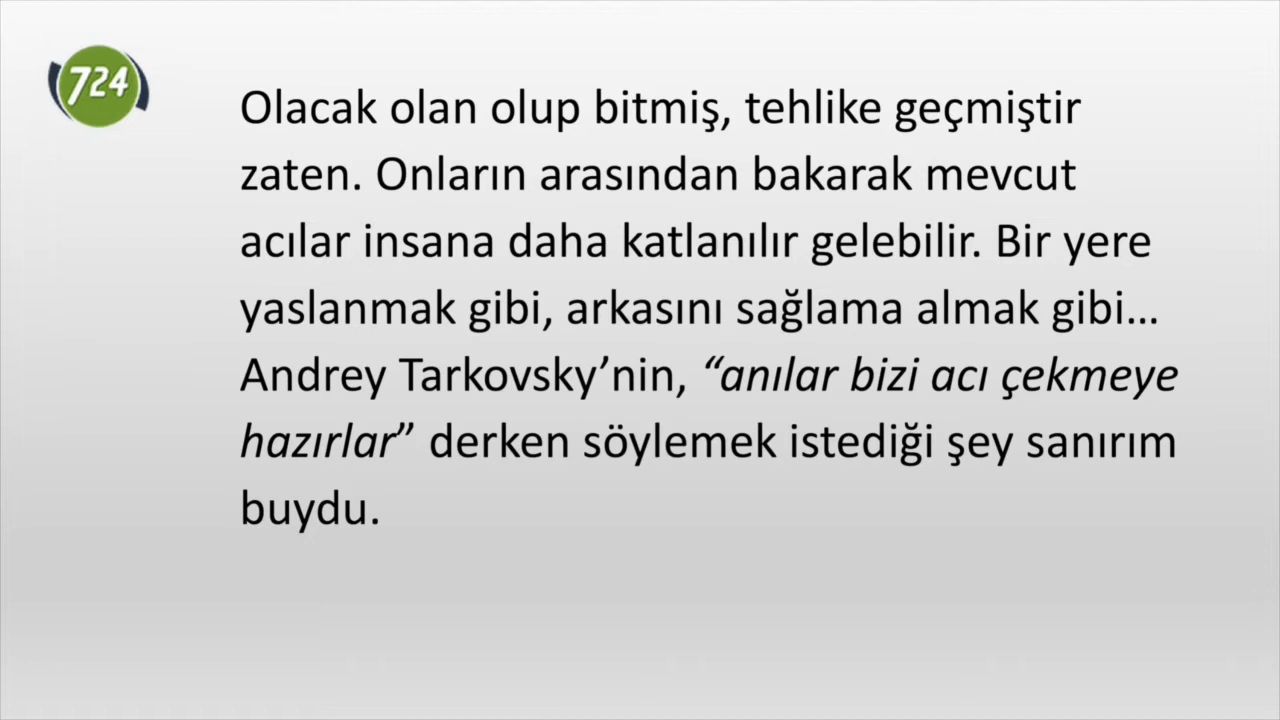 724
Olacak olan olup bitmiş, tehlike geçmiştir
zaten. Onların arasından bakarak mevcut
acılar insana daha katlanılır gelebilir. Bir yere
yaslanmak gibi, arkasını sağlama almak gibi…
Andrey Tarkovsky’nin, “anılar bizi acı çekmeye
hazırlar” derken söylemek istediği şey sanırım
buydu.